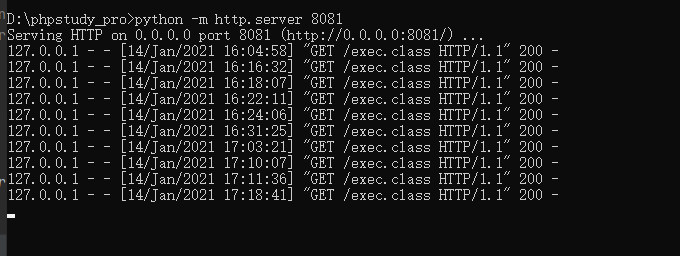 D:\phpstudy_pro>python -m http.server 8081
Serving HTTP on 0.0.0.0 port 8081 (http://0.0.0.0:8081/) ...
127.0.0.1 - - [14/Jan/2021 16:04:58] "GET /exec.class HTTP/1.1" 200 -
127.0.0.1 - - [14/Jan/2021 16:16:32] "GET /exec.class HTTP/1.1" 200 -
127.0.0.1 - - [14/Jan/2021 16:18:07] "GET /exec.class HTTP/1.1" 200 -
127.0.0.1 - - [14/Jan/2021 16:22:11] "GET /exec.class HTTP/1.1" 200 -
127.0.0.1 - - [14/Jan/2021 16:24:06] "GET /exec.class HTTP/1.1" 200 -
127.0.0.1 - - [14/Jan/2021 16:31:25] "GET /exec.class HTTP/1.1" 200 -
127.0.0.1 - - [14/Jan/2021 17:03:21] "GET /exec.class HTTP/1.1" 200 -
127.0.0.1 - - [14/Jan/2021 17:10:07] "GET /exec.class HTTP/1.1" 200 -
127.0.0.1 - - [14/Jan/2021 17:11:36] "GET /exec.class HTTP/1.1" 200 -
127.0.0.1 - - [14/Jan/2021 17:18:41] "GET /exec.class HTTP/1.1" 200 -